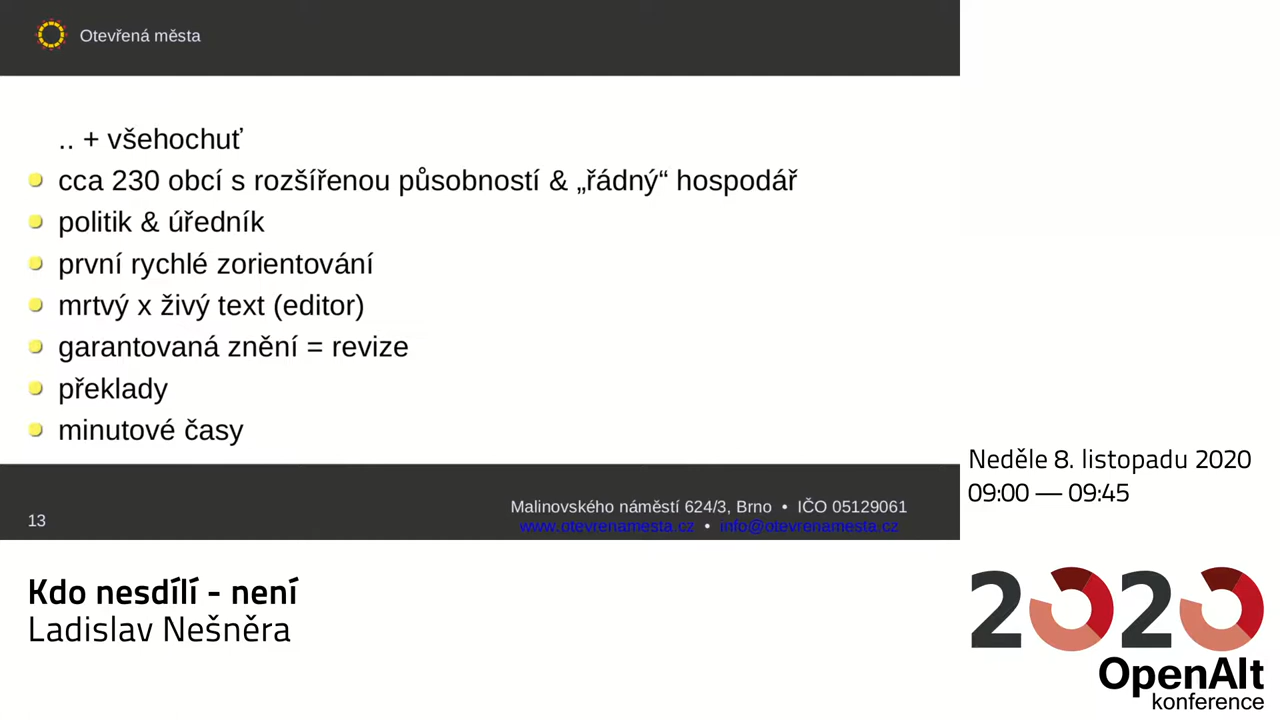 Otevřená města
.. + všehochuť
cca 230 obcí s rozšířenou působností & „řádný“ hospodář
politik & úředník
první rychlé zorientování
mrtvý x živý text (editor)
garantovaná znění = revize
překlady
minutové časy
13
Malinovského náměstí 624/3, Brno • IČO 05129061
www.otevrenamesta.cz • info@otevrenamesta.cz
Neděle 8. listopadu 2020
09:00 — 09:45
Kdo nesdílí - není
Ladislav Nešněra
2020
OpenAlt
konference